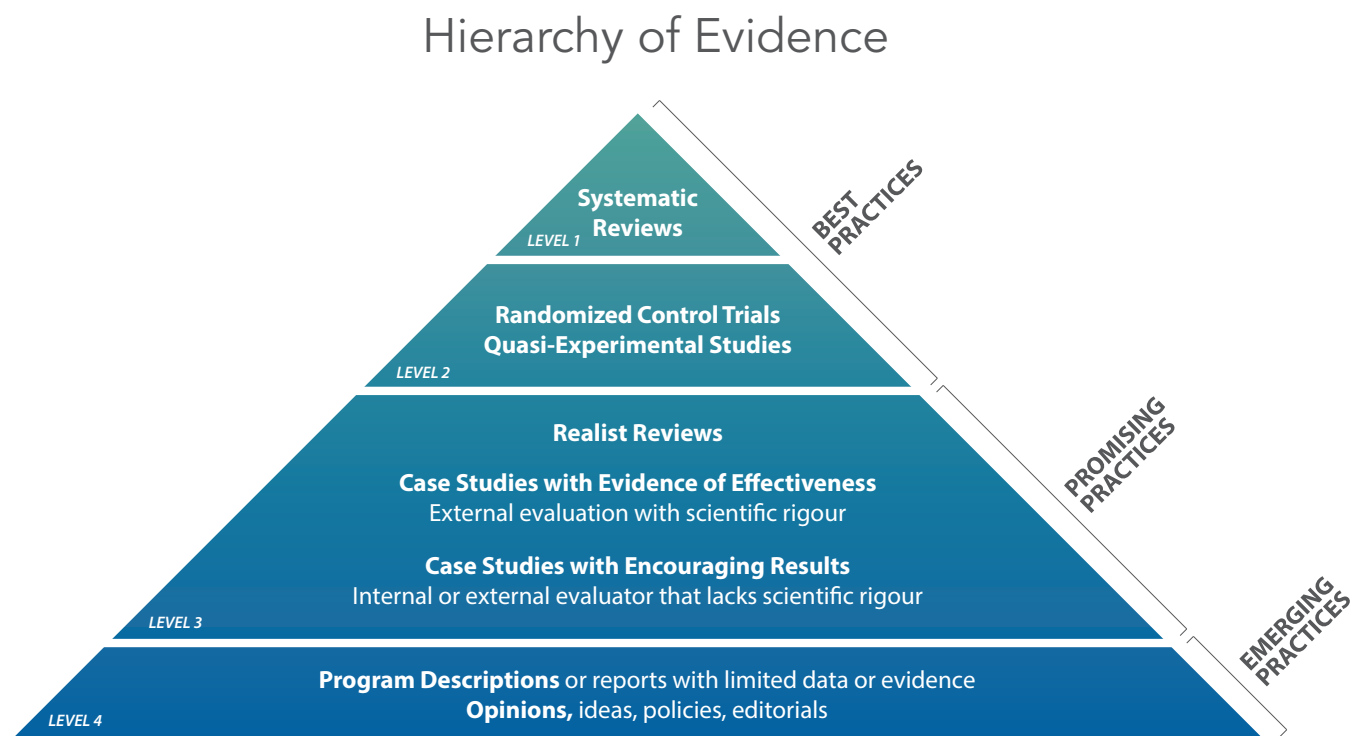 Hierarchy of Evidence
Systematic
Reviews
LEVEL 1
BEST
PRACTICES
Randomized Control Trials
Quasi-Experimental Studies
LEVEL 2
Realist Reviews
Case Studies with Evidence of Effectiveness
External evaluation with scientific rigour
Case Studies with Encouraging Results
Internal or external evaluator that lacks scientific rigour
LEVEL 3
PROMISING
PRACTICES
Program Descriptions or reports with limited data or evidence
Opinions, ideas, policies, editorials
LEVEL 4
EMERGING
PRACTICES